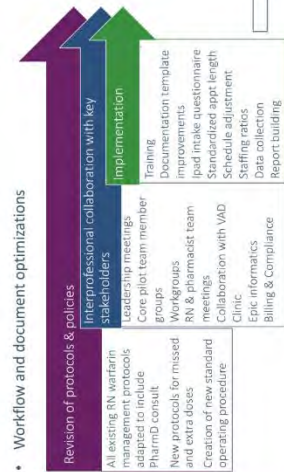 • Workflow and document optimizations
Revision of protocols & policies
All existing RN warfarin
management protocols
adapted to include
PharmD consult
New protocols for missed
and extra doses
Creation of new standard
operating procedure
Interprofessional collaboration with key
stakeholders
Leadership meetings
Core pilot team member
groups
Workgroups
RN & pharmacist team
meetings
Collaboration with VAD
Clinic
Epic informatics
Billing & Compliance
Implementation
Training
Documentation template
improvements
Ipad intake questionnaire
Standardized appt length
Schedule adjustment
Staffing ratios
Data collection
Report building